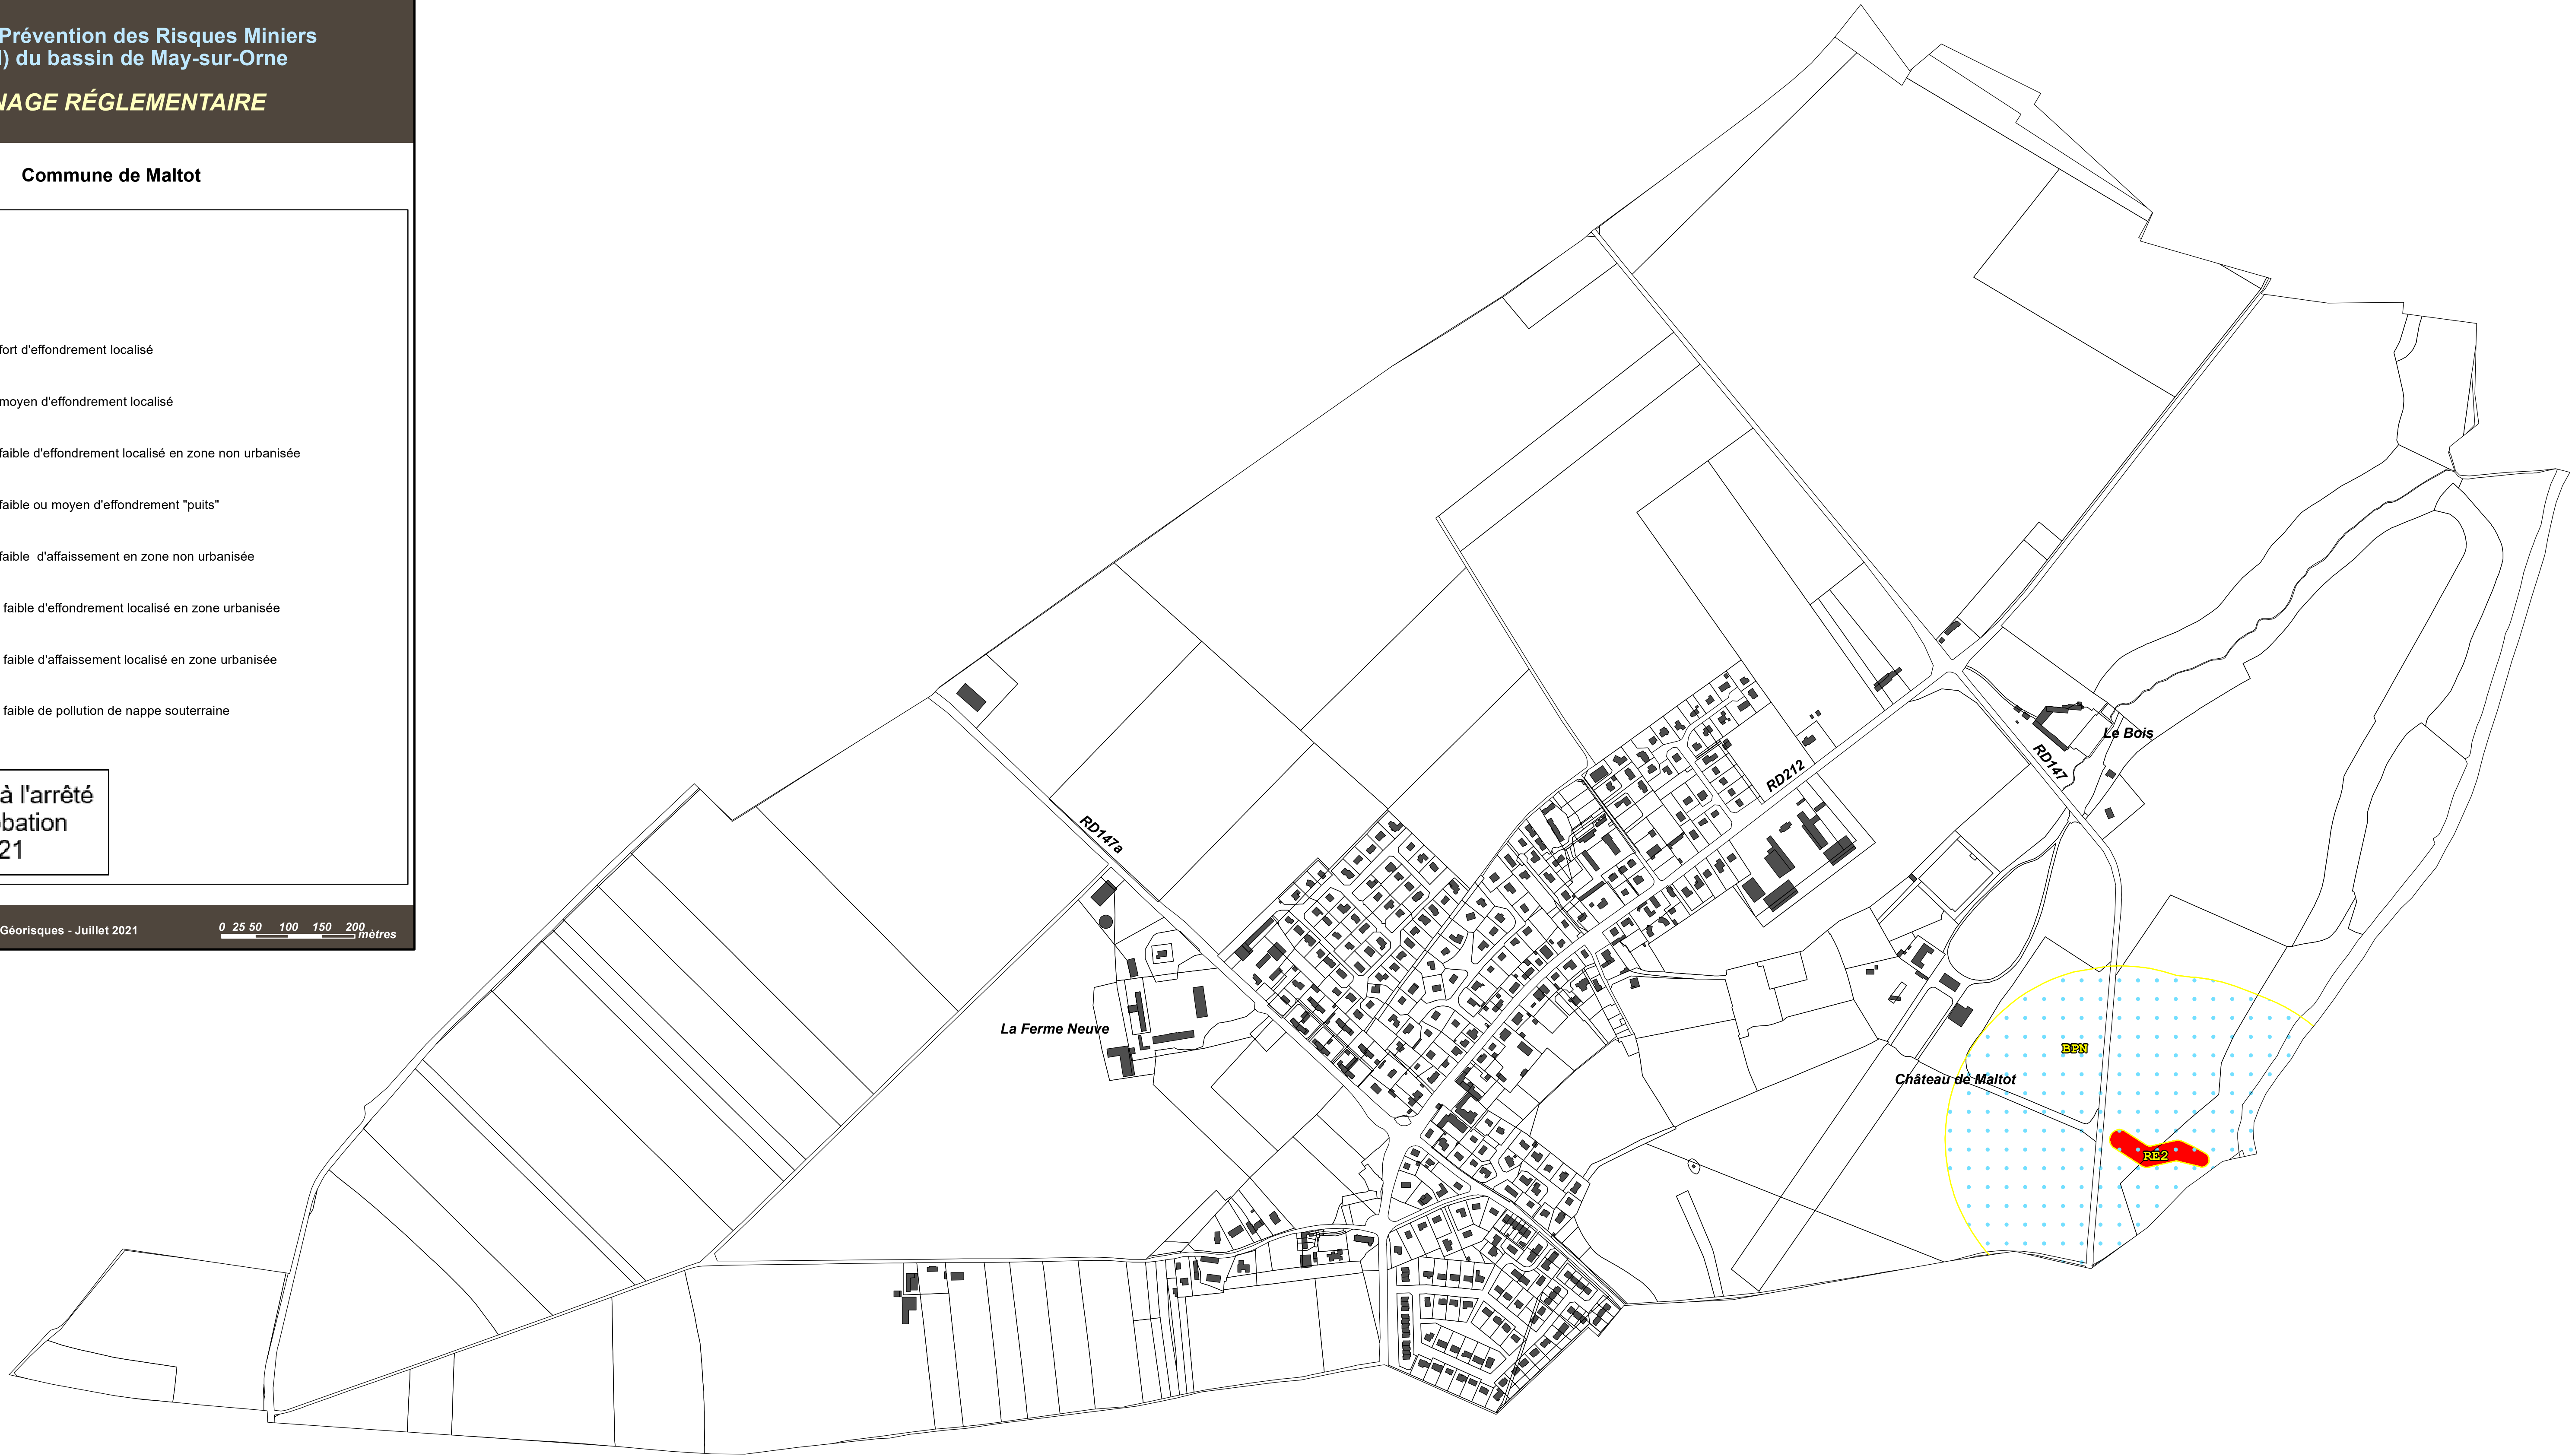 Prévention des Risques Miniers
) du bassin de May-sur-Orne
NAGE RÉGLEMENTAIRE
Commune de Maltot
fort d'effondrement localisé
moyen d'effondrement localisé
faible d'effondrement localisé en zone non urbanisée
faible ou moyen d'effondrement "puits"
faible d'affaissement en zone non urbanisée
faible d'effondrement localisé en zone urbanisée
faible d'affaissement localisé en zone urbanisée
faible de pollution de nappe souterraine
à l'arrêté
bation
21
Géorisques - Juillet 2021
0 25 50 100 150 200
mètres
Le Bois
RD147
RD212
RD147a
La Ferme Neuve
BPN
Château de Maltot
RE2